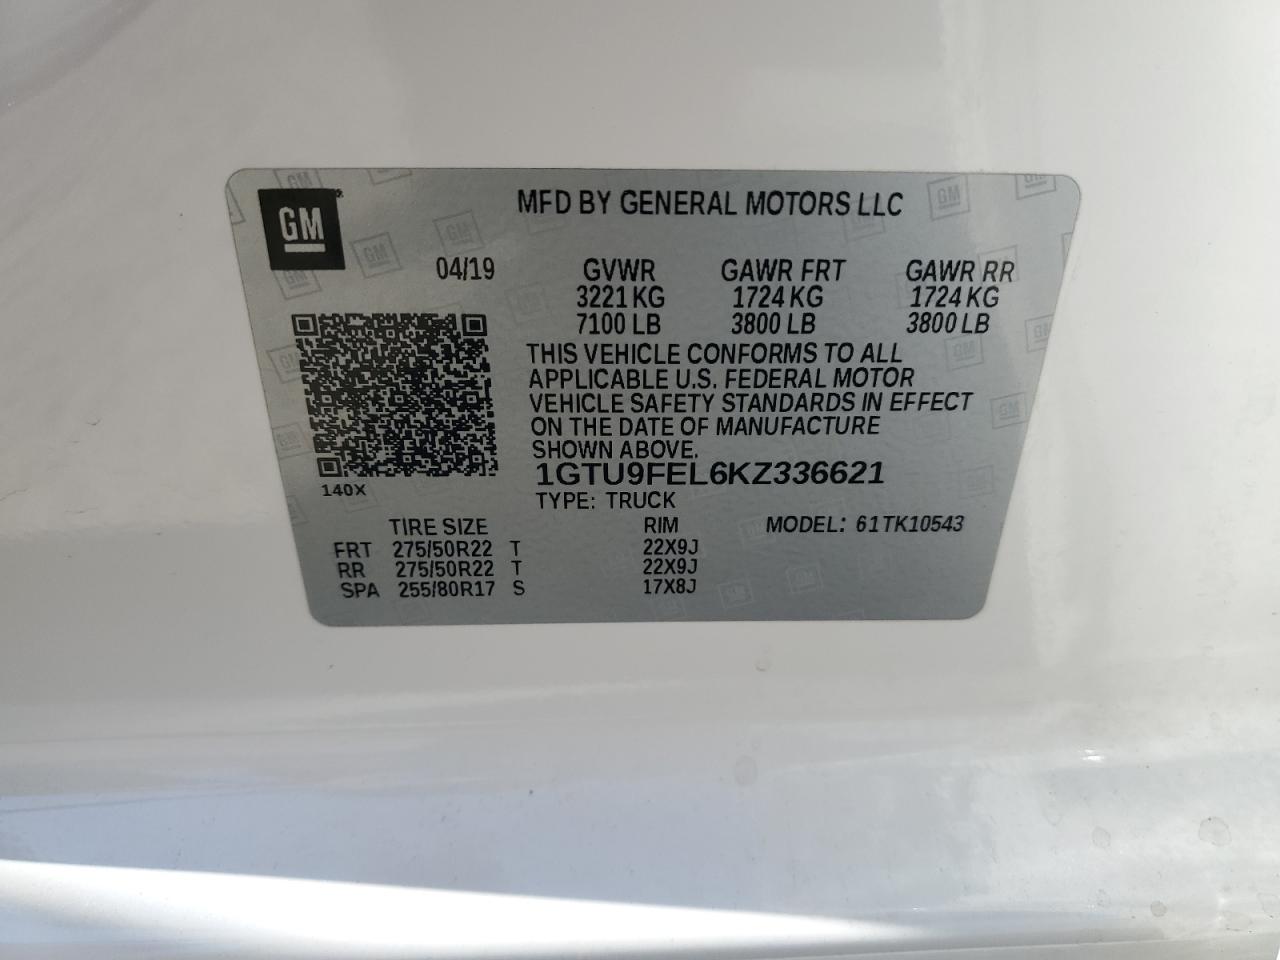 GM
MFD BY GENERAL MOTORS LLC
04/19 GVWR GAWR FRT GAWR RR
3221 KG 1724 KG 1724 KG
7100 LB 3800 LB 3800 LB
THIS VEHICLE CONFORMS TO ALL
APPLICABLE U.S. FEDERAL MOTOR
VEHICLE SAFETY STANDARDS IN EFFECT
ON THE DATE OF MANUFACTURE
SHOWN ABOVE.
1GTU9FEL6KZ336621
140X
TYPE: TRUCK
TIRE SIZE RIM MODEL: 61TK10543
FRT 275/50R22 T 22X9J
RR 275/50R22 T 22X9J
SPA 255/80R17 S 17X8J